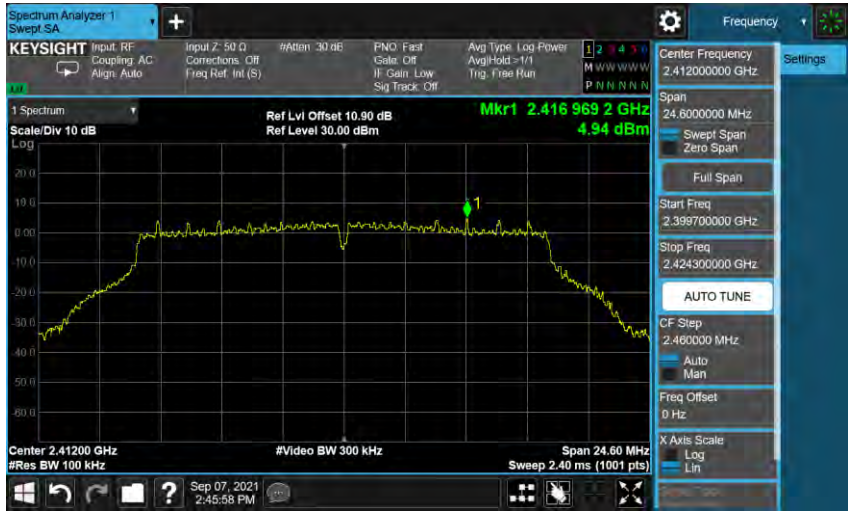 Spectrum Analyzer 1
Swept SA
+
Frequency
KEYSIGHT
Input: RF
Coupling: AC
Align: Auto
Input Z: 50 Ω
Corrections: Off
Freq Ref: Int (S)
#Atten: 30 dB
PNO: Fast
Gate: Off
IF Gain: Low
Sig Track: Off
Avg Type: Log-Power
Avg|Hold:>1/1
Trig: Free Run
1 2 3 4 5 6
M W W W W W
P N N N N N
1 Spectrum
Scale/Div 10 dB
Log
Ref Lvl Offset 10.90 dB
Ref Level 30.00 dBm
Mkr1 2.416 969 2 GHz
4.94 dBm
1
20.0
10.0
0.00
-10.0
-20.0
-30.0
-40.0
-50.0
-60.0
Center 2.41200 GHz
#Res BW 100 kHz
#Video BW 300 kHz
Span 24.60 MHz
Sweep 2.40 ms (1001 pts)
?
Sep 07, 2021
2:45:58 PM
Center Frequency
2.412000000 GHz
Settings
Span
24.6000000 MHz
Swept Span
Zero Span
Full Span
Start Freq
2.399700000 GHz
Stop Freq
2.424300000 GHz
AUTO TUNE
CF Step
2.460000 MHz
Auto
Man
Freq Offset
0 Hz
X Axis Scale
Log
Lin